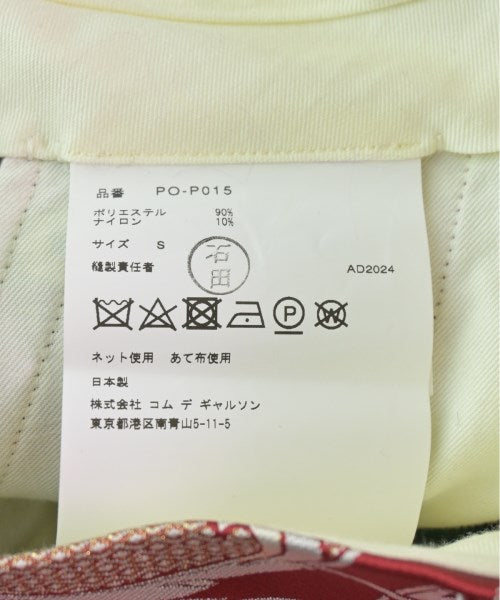 品番 PO-P015
ポリエステル 90%
ナイロン 10%
サイズ S
沼田
縫製責任者 AD2024
P W
ネット使用 あて布使用
日本製
株式会社 コム デ ギャルソン
東京都港区南青山5-11-5